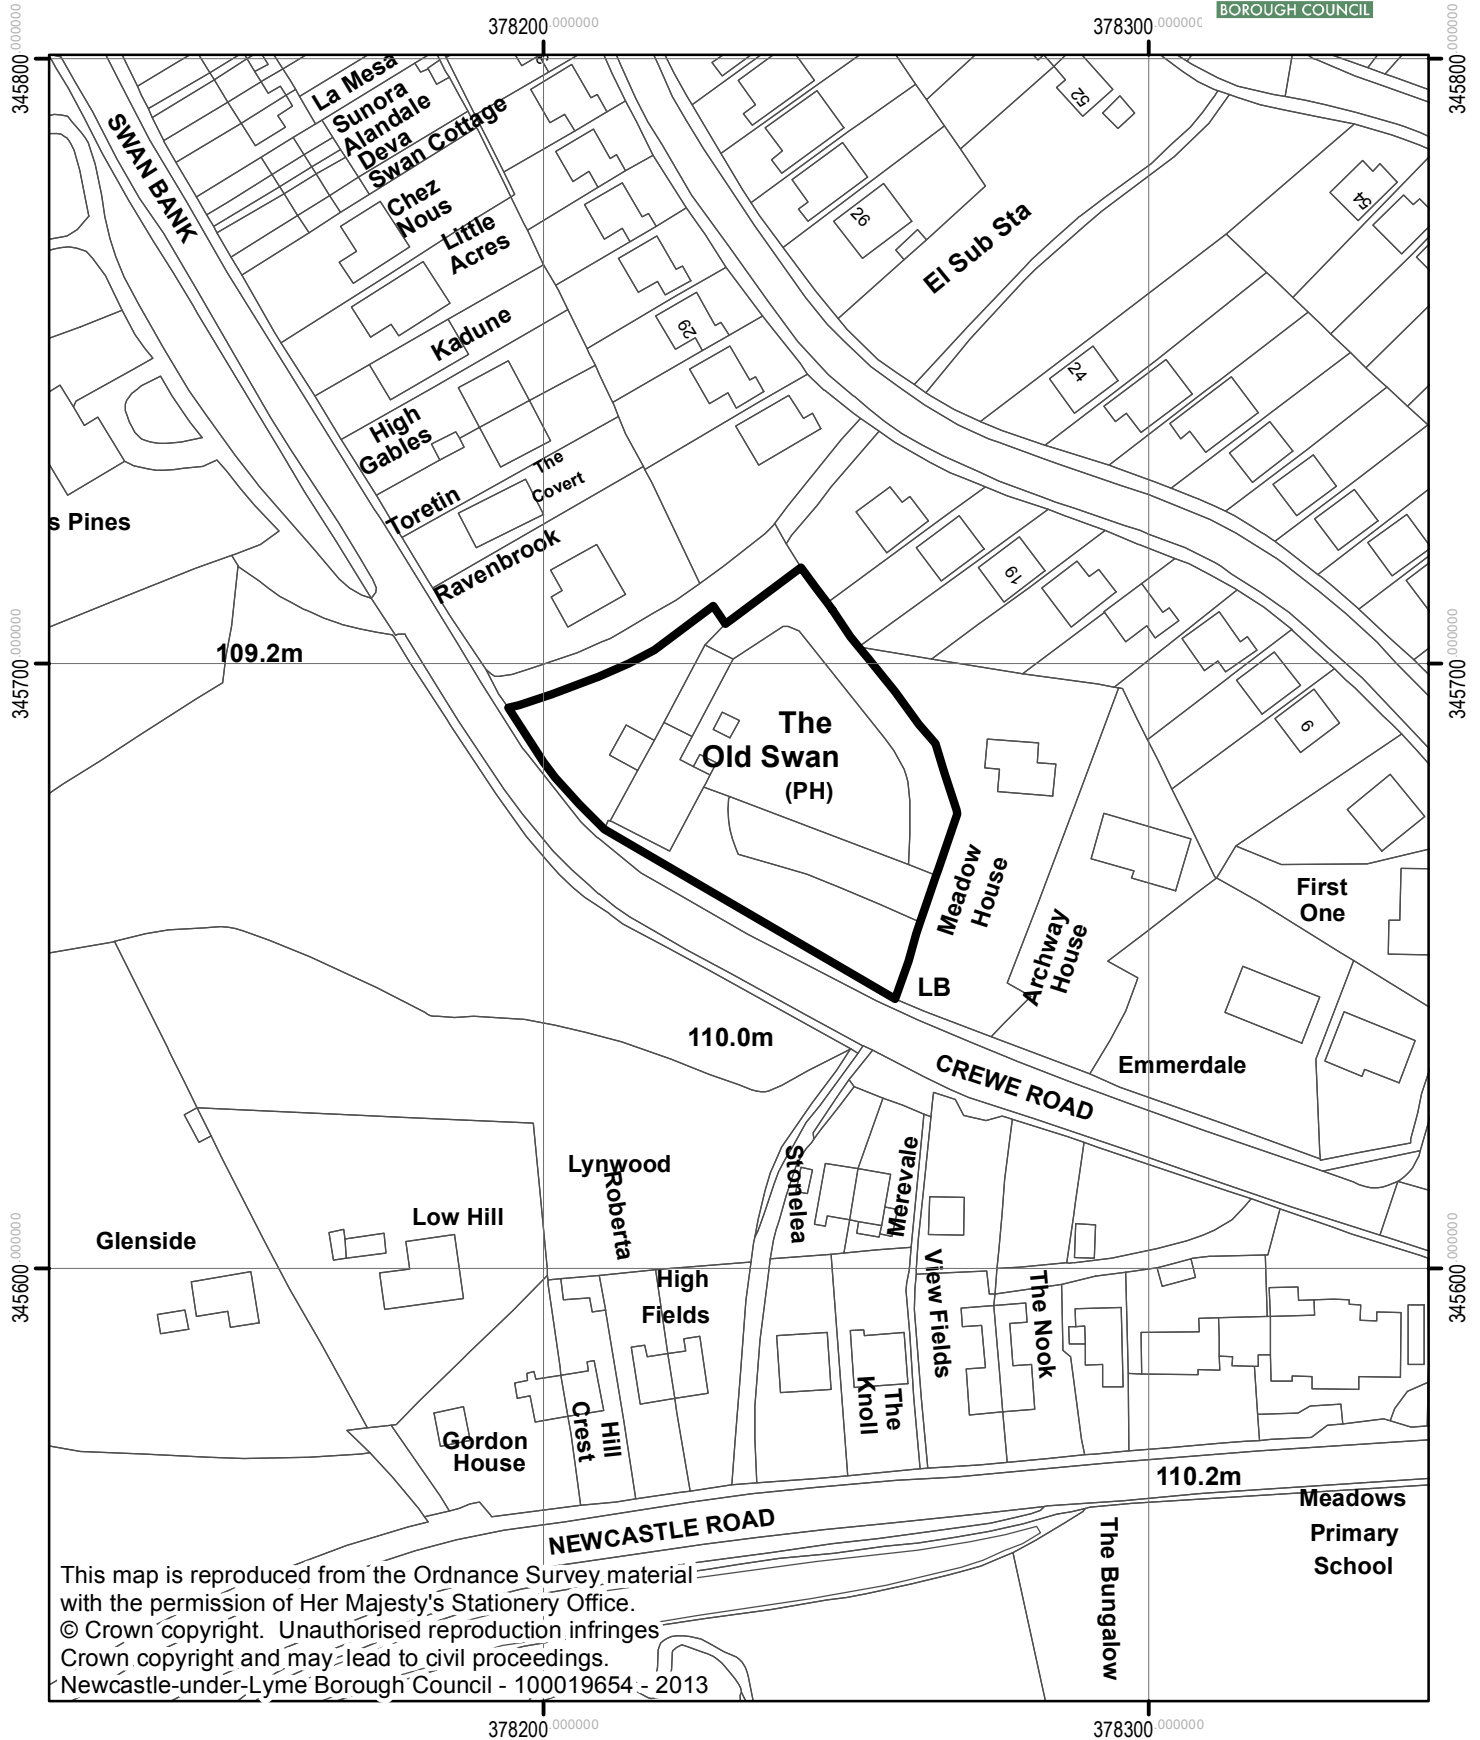 BOROUGH COUNCIL
378200.000000
378300.000000
345800.000000
345800.000000
La Mesa
Sunora
Alandale
Deva
Swan Cottage
SWAN BANK
Chez
Nous
Little
Acres
52
54
26
El Sub Sta
Kadune
29
24
High
Gables
The
Covert
Toretin
s Pines
Ravenbrook
19
109.2m
345700.000000
345700.000000
The
Old Swan
(PH)
9
Meadow
House
First
One
Archway
House
LB
110.0m
Emmerdale
CREWE ROAD
Lynwood
Roberta
Stonelea
Merevale
Low Hill
Glenside
345600.000000
345600.000000
High
Fields
View Fields
The Nook
The
Knoll
Hill
Crest
Gordon
House
110.2m
Meadows
Primary
School
NEWCASTLE ROAD
The Bungalow
This map is reproduced from the Ordnance Survey material
with the permission of Her Majesty's Stationery Office.
© Crown copyright. Unauthorised reproduction infringes
Crown copyright and may lead to civil proceedings.
Newcastle-under-Lyme Borough Council - 100019654 - 2013
378200.000000
378300.000000